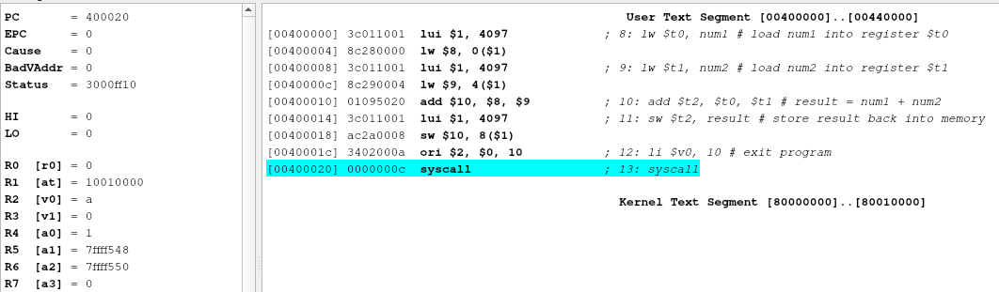 PC = 400020
EPC = 0
Cause = 0
BadVAddr = 0
Status = 3000ff10
HI = 0
LO = 0
R0 [r0] = 0
R1 [at] = 10010000
R2 [v0] = a
R3 [v1] = 0
R4 [a0] = 1
R5 [a1] = 7ffff548
R6 [a2] = 7ffff550
R7 [a3] = 0
User Text Segment [00400000]..[00440000]
[00400000] 3c011001 lui $1, 4097 ; 8: lw $t0, num1 # load num1 into register $t0
[00400004] 8c280000 lw $8, 0($1)
[00400008] 3c011001 lui $1, 4097 ; 9: lw $t1, num2 # load num2 into register $t1
[0040000c] 8c290004 lw $9, 4($1)
[00400010] 01095020 add $10, $8, $9 ; 10: add $t2, $t0, $t1 # result = num1 + num2
[00400014] 3c011001 lui $1, 4097 ; 11: sw $t2, result # store result back into memory
[00400018] ac2a0008 sw $10, 8($1)
[0040001c] 3402000a ori $2, $0, 10 ; 12: li $v0, 10 # exit program
[00400020] 0000000c syscall ; 13: syscall
Kernel Text Segment [80000000]..[80010000]